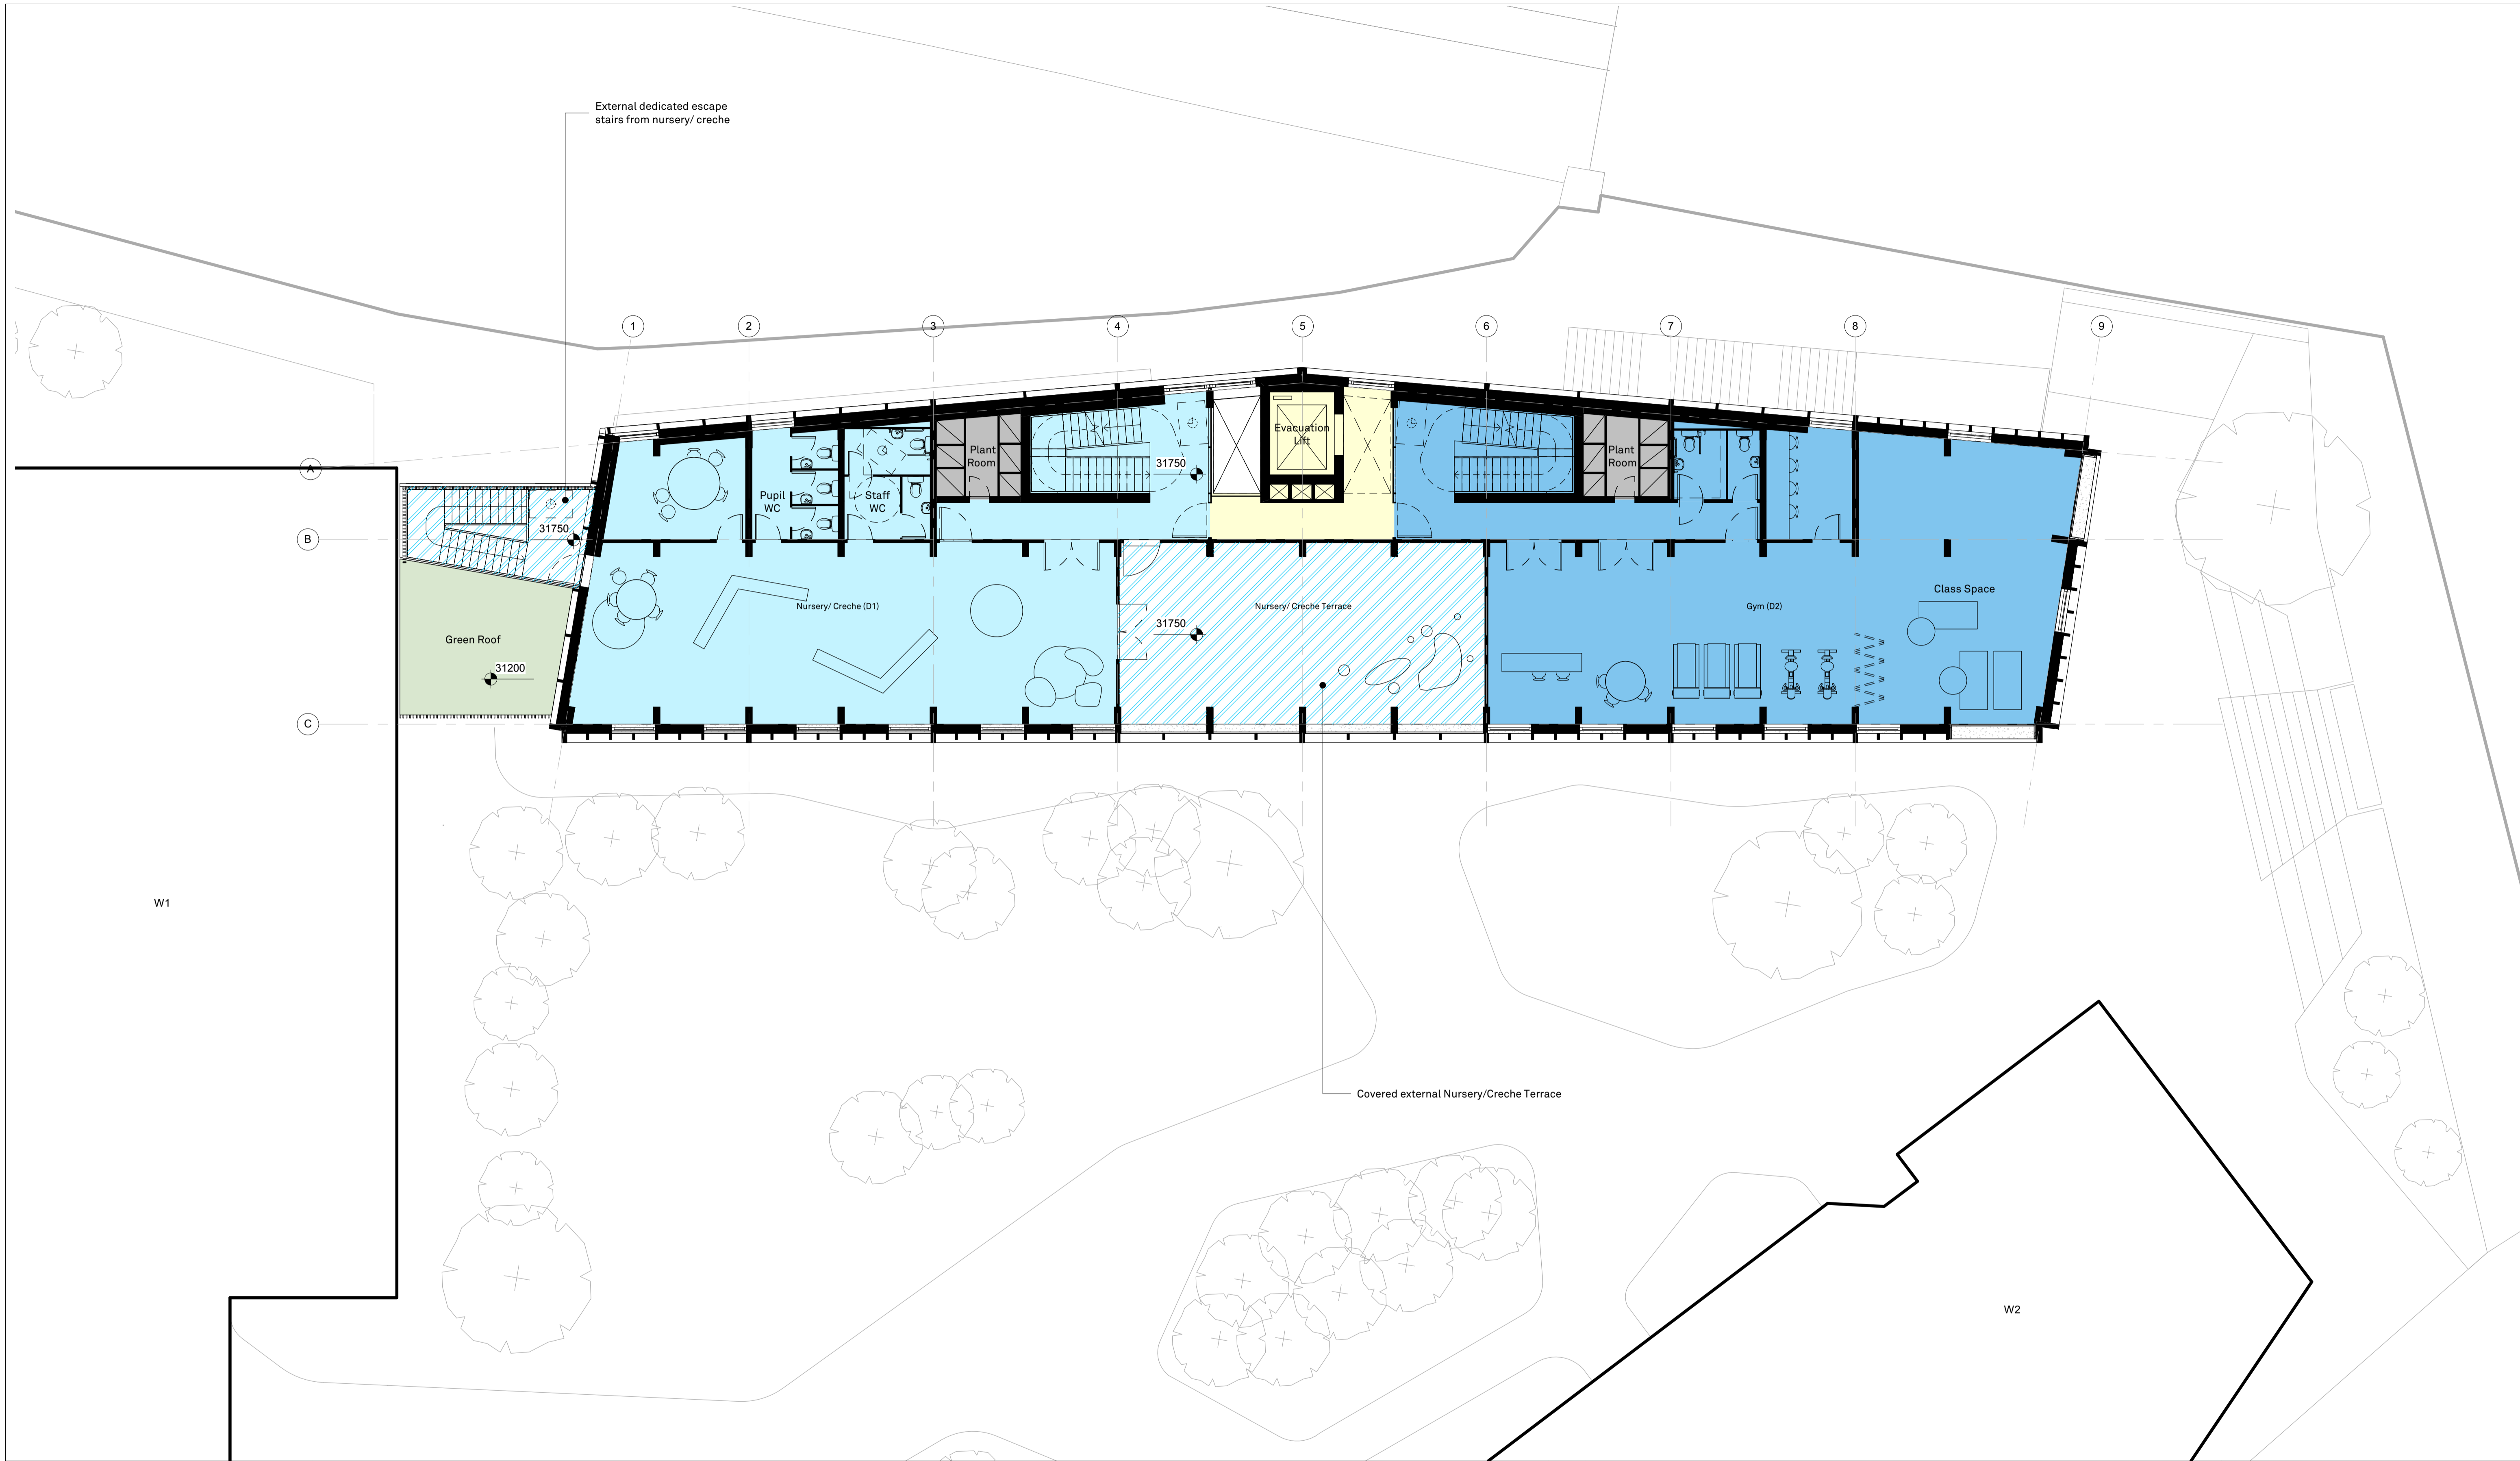 External dedicated escape
stairs from nursery/ creche
1
2
3
4
5
6
7
8
9
A
B
C
Evacuation
Lift
Plant
Room
Plant
Room
31750
Pupil
WC
Staff
WC
31750
Class Space
Nursery/ Creche (D1)
Nursery/ Creche Terrace
Gym (D2)
31750
Green Roof
31200
W1
Covered external Nursery/Creche Terrace
W2